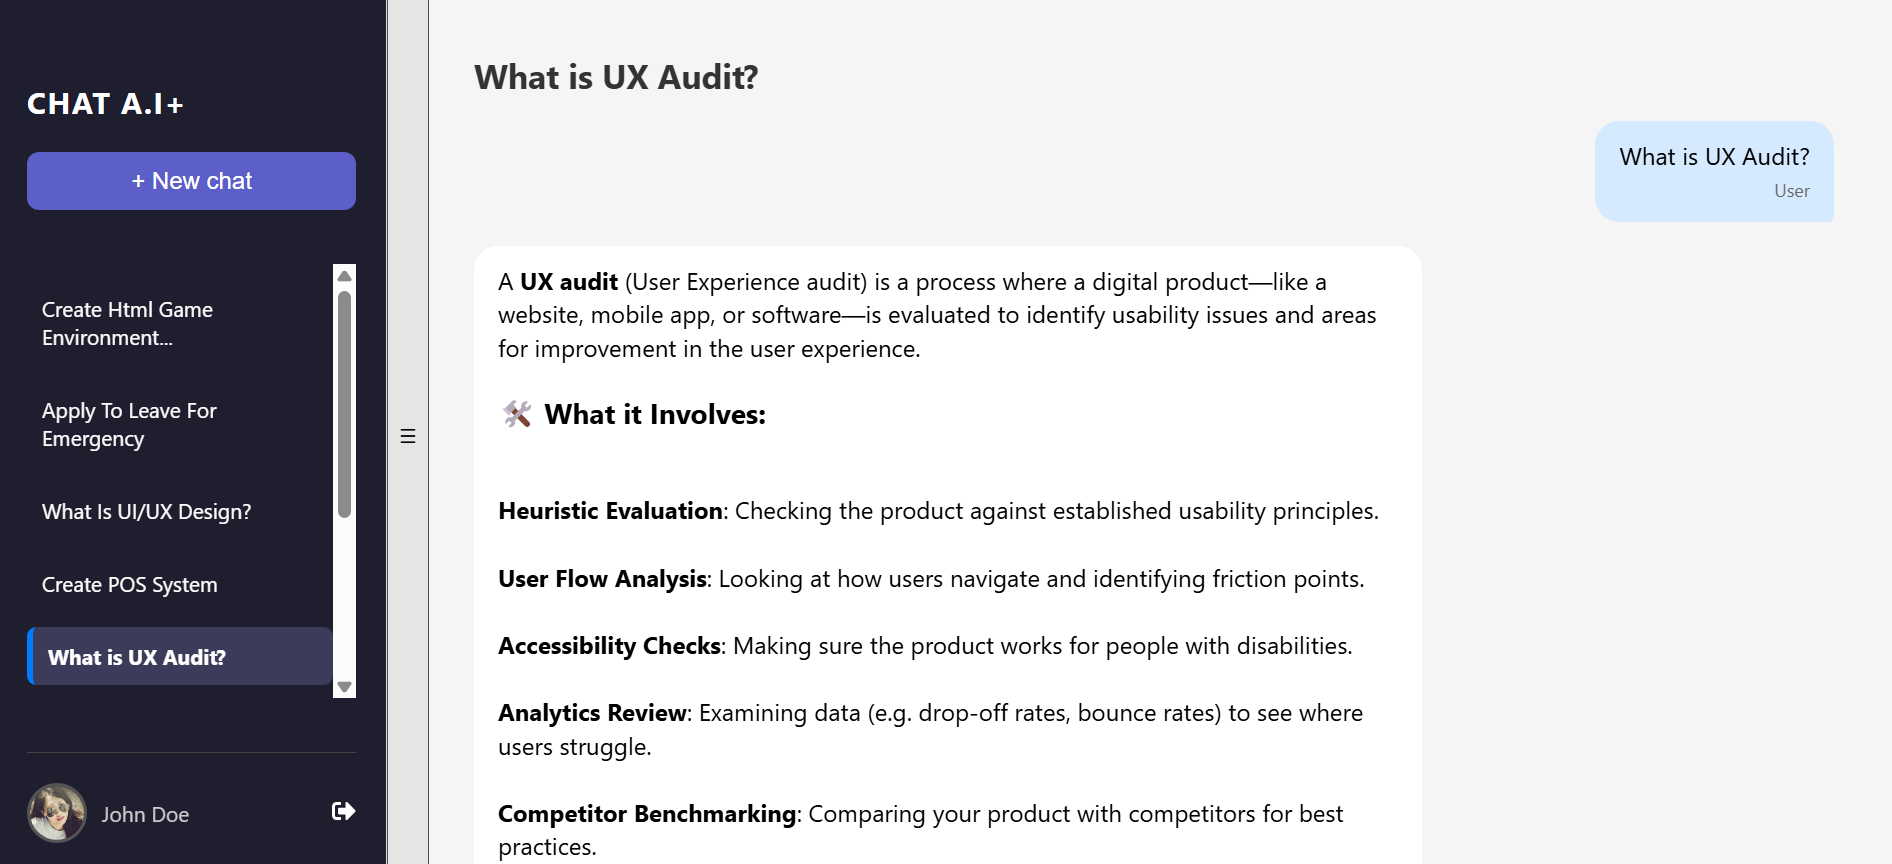 CHAT A.I+
+ New chat
Create Html Game
Environment...
Apply To Leave For
Emergency
What Is UI/UX Design?
Create POS System
What is UX Audit?
John Doe
What is UX Audit?
What is UX Audit?
User
A UX audit (User Experience audit) is a process where a digital product—like a
website, mobile app, or software—is evaluated to identify usability issues and areas
for improvement in the user experience.
What it Involves:
Heuristic Evaluation: Checking the product against established usability principles.
User Flow Analysis: Looking at how users navigate and identifying friction points.
Accessibility Checks: Making sure the product works for people with disabilities.
Analytics Review: Examining data (e.g. drop-off rates, bounce rates) to see where
users struggle.
Competitor Benchmarking: Comparing your product with competitors for best
practices.